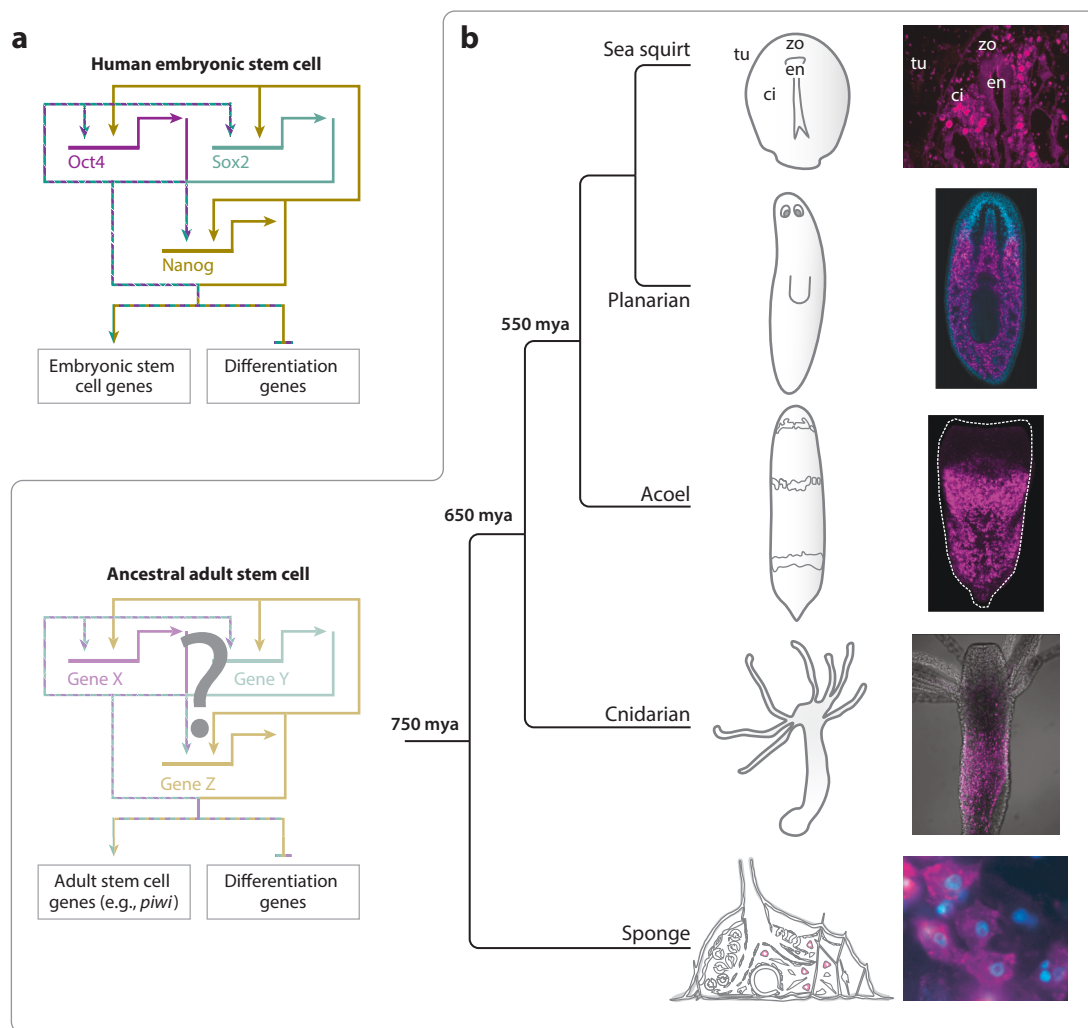 a
Human embryonic stem cell
Oct4
Sox2
Nanog
Embryonic stem
cell genes
Differentiation
genes
Ancestral adult stem cell
?
Gene X
Gene Y
Gene Z
Adult stem cell
genes (e.g., piwi)
Differentiation
genes
b
Sea squirt
tu
zo
en
ci
tu
zo
en
ci
Planarian
550 mya
Acoel
650 mya
Cnidarian
750 mya
Sponge